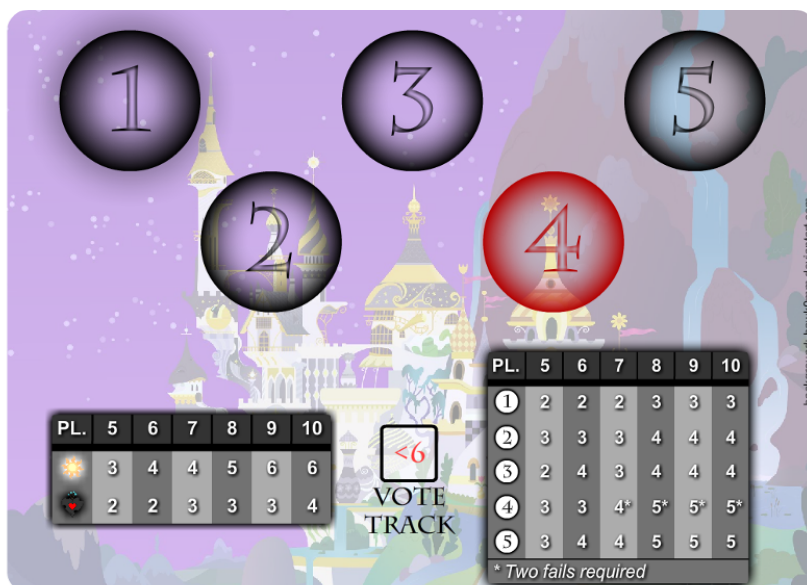 1
3
5
2
4
PL. 5 6 7 8 9 10
3 4 4 5 6 6
2 2 3 3 3 4
<6
VOTE
TRACK
PL. 5 6 7 8 9 10
1 2 2 2 3 3 3
2 3 3 3 4 4 4
3 2 4 3 4 4 4
4 3 3 4* 5* 5* 5*
5 3 4 4 5 5 5
* Two fails required